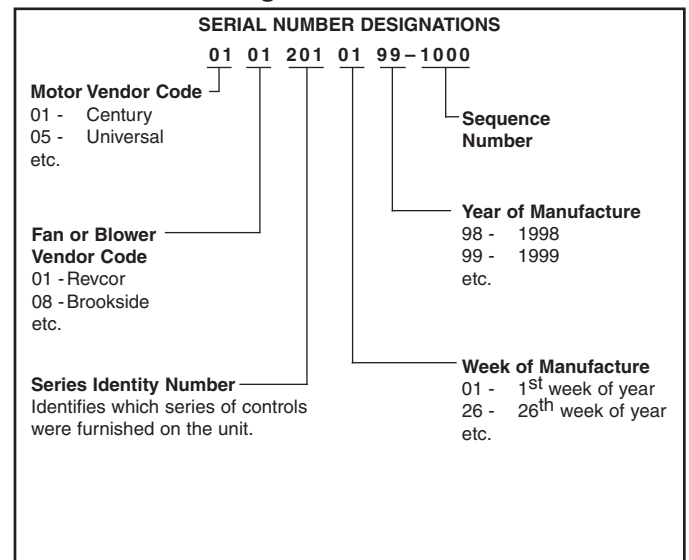 SERIAL NUMBER DESIGNATIONS
01 01 201 01 99–1000
Motor Vendor Code
01 - Century
05 - Universal
etc.
Sequence
Number
Fan or Blower
Vendor Code
01 -Revcor
08 -Brookside
etc.
Year of Manufacture
98 - 1998
99 - 1999
etc.
Series Identity Number
Identifies which series of controls
were furnished on the unit.
Week of Manufacture
01 - 1st week of year
26 - 26th week of year
etc.